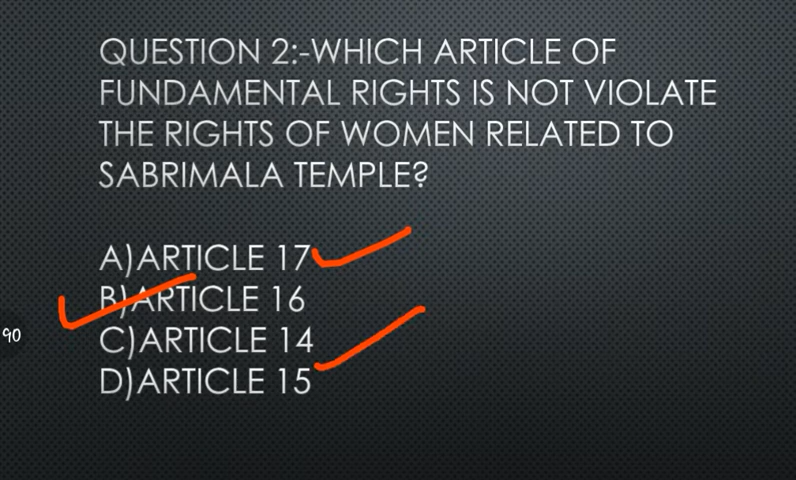 QUESTION 2:-WHICH ARTICLE OF
FUNDAMENTAL RIGHTS IS NOT VIOLATE
THE RIGHTS OF WOMEN RELATED TO
SABRIMALA TEMPLE?
A)ARTICLE 17
B)ARTICLE 16
90
C)ARTICLE 14
D)ARTICLE 15